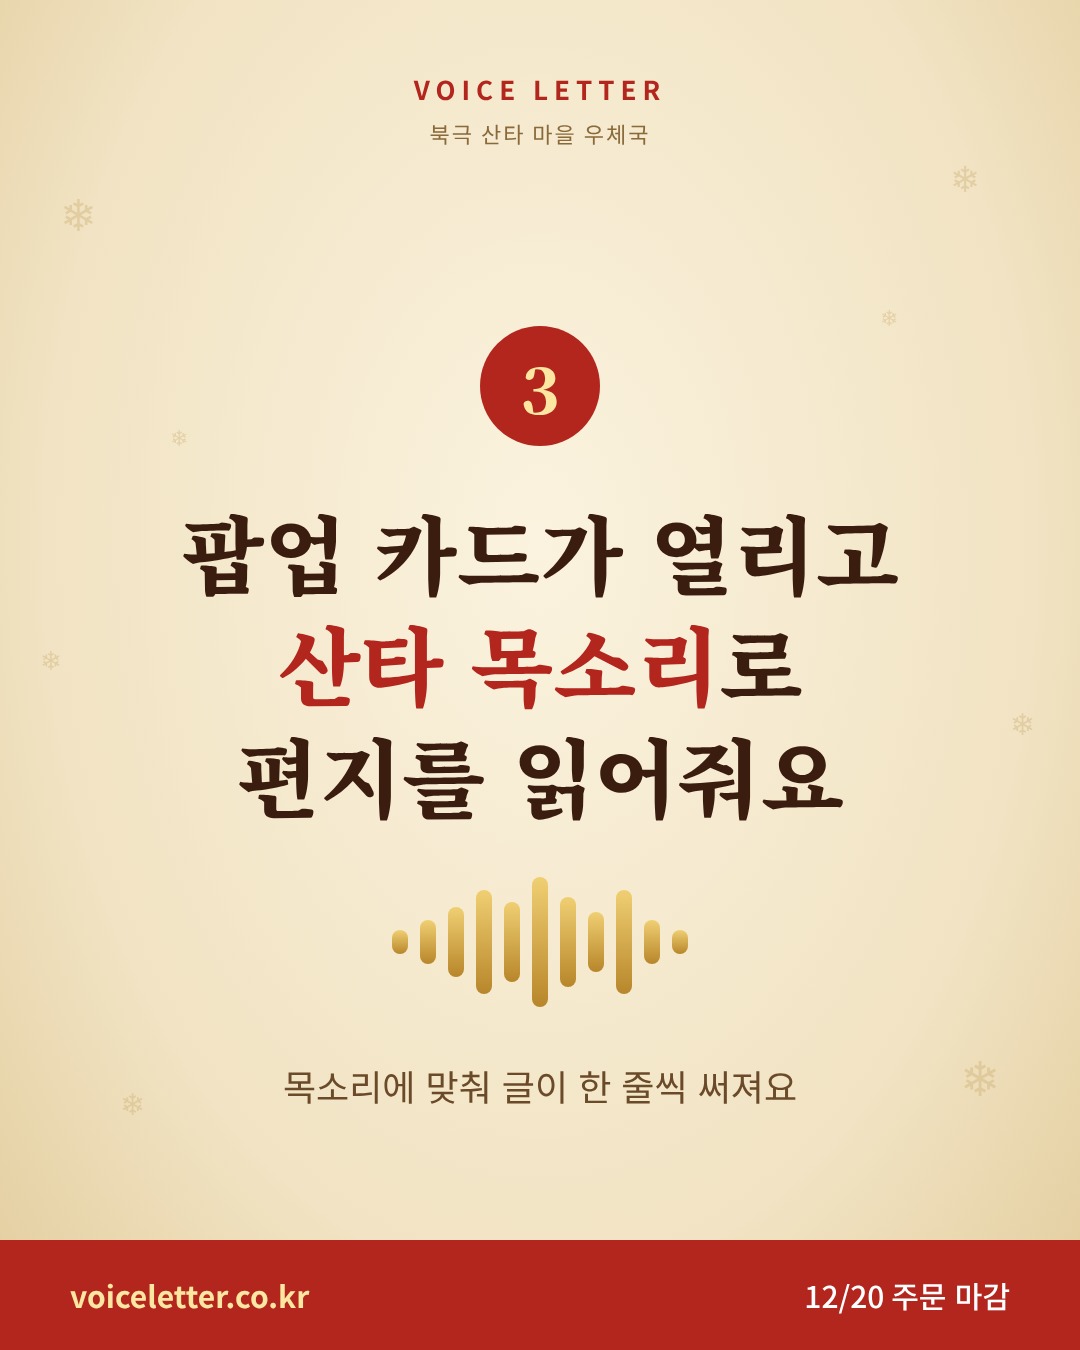 VOICE LETTER
북극 산타 마을 우체국
3
팝업 카드가 열리고
산타 목소리로
편지를 읽어줘요
목소리에 맞춰 글이 한 줄씩 써져요
voiceletter.co.kr
12/20 주문 마감